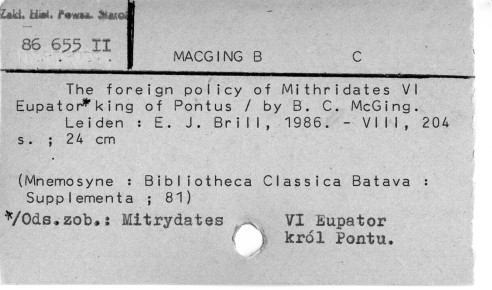 Zakł. Hist. Powsz. Staroż
86 655 II
MACGING B C
The foreign policy of Mithridates VI
Eupator* king of Pontus / by B. C. McGing.
Leiden : E. J. Brill, 1986. - VIII, 204
s. ; 24 cm
(Mnemosyne : Bibliotheca Classica Batava :
Supplementa ; 81)
*/Ods.zob.: Mitrydates VI Eupator
król Pontu.